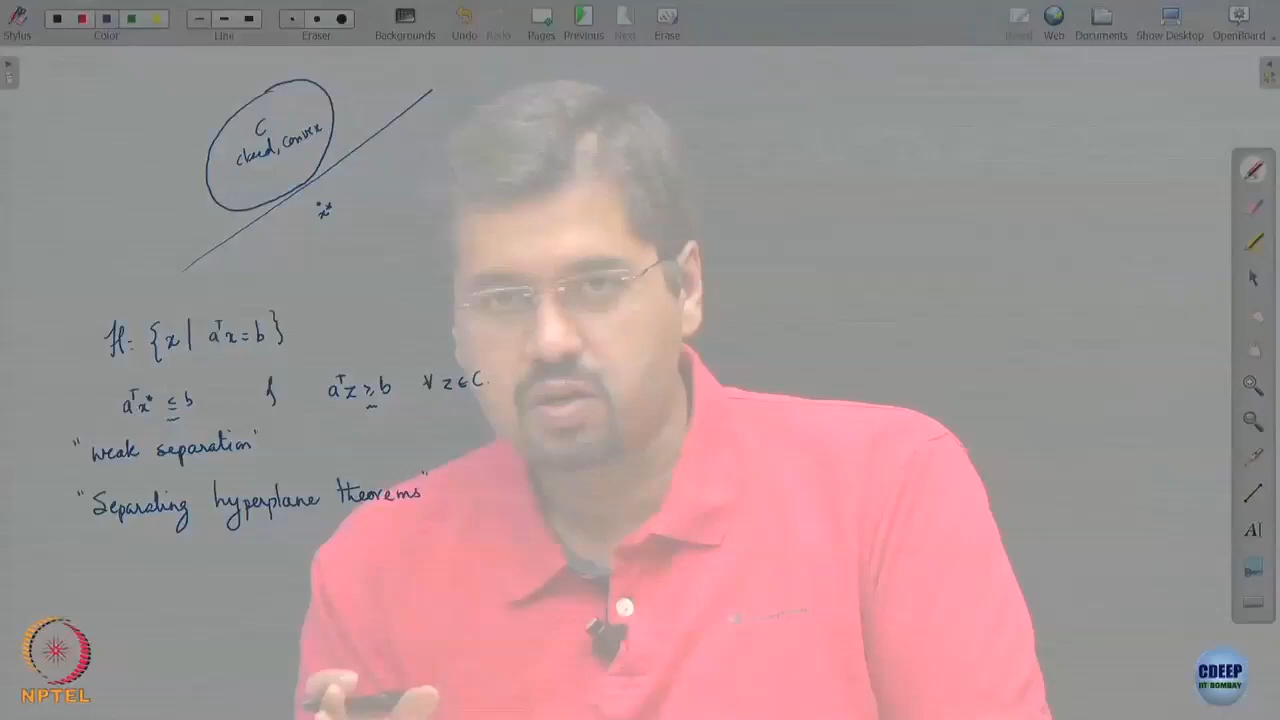 Stylus
Color
Line
Eraser
Backgrounds
Undo
Redo
Pages
Previous
Next
Erase
Board
Web
Documents
Show Desktop
OpenBoard
C
closed, convex
x*
H = {x | aᵀx = b}
aᵀx* ≤ b & aᵀz ≥ b ∀ z ∈ C.
"weak separation"
"Separating hyperplane theorems"
NPTEL
CDEEP
IIT BOMBAY